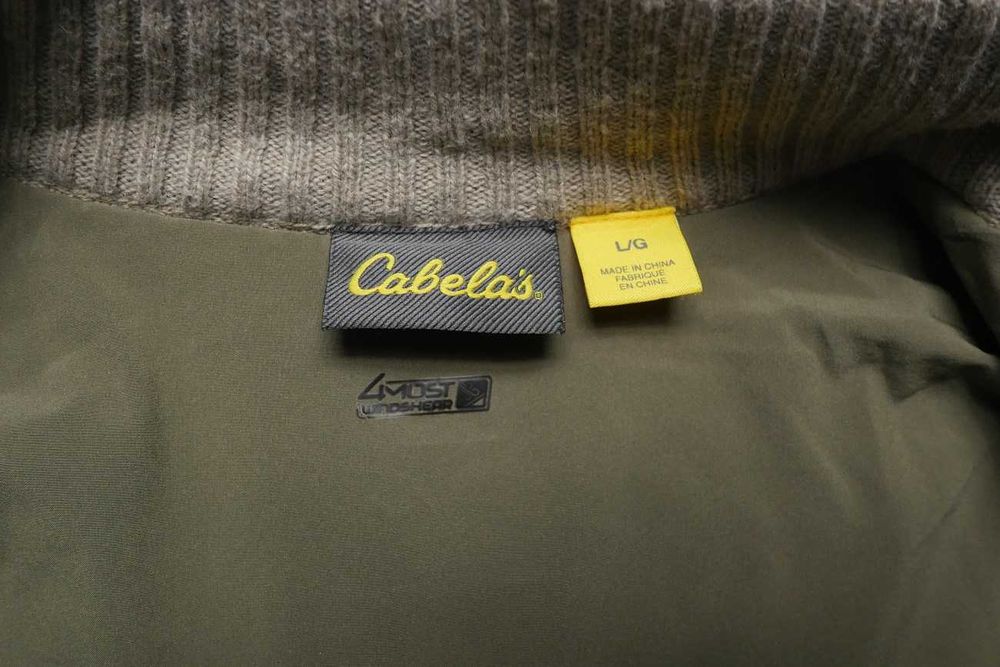 Cabela's®
L/G
MADE IN CHINA
FABRIQUÉ
EN CHINE
4MOST
WINDSHEAR